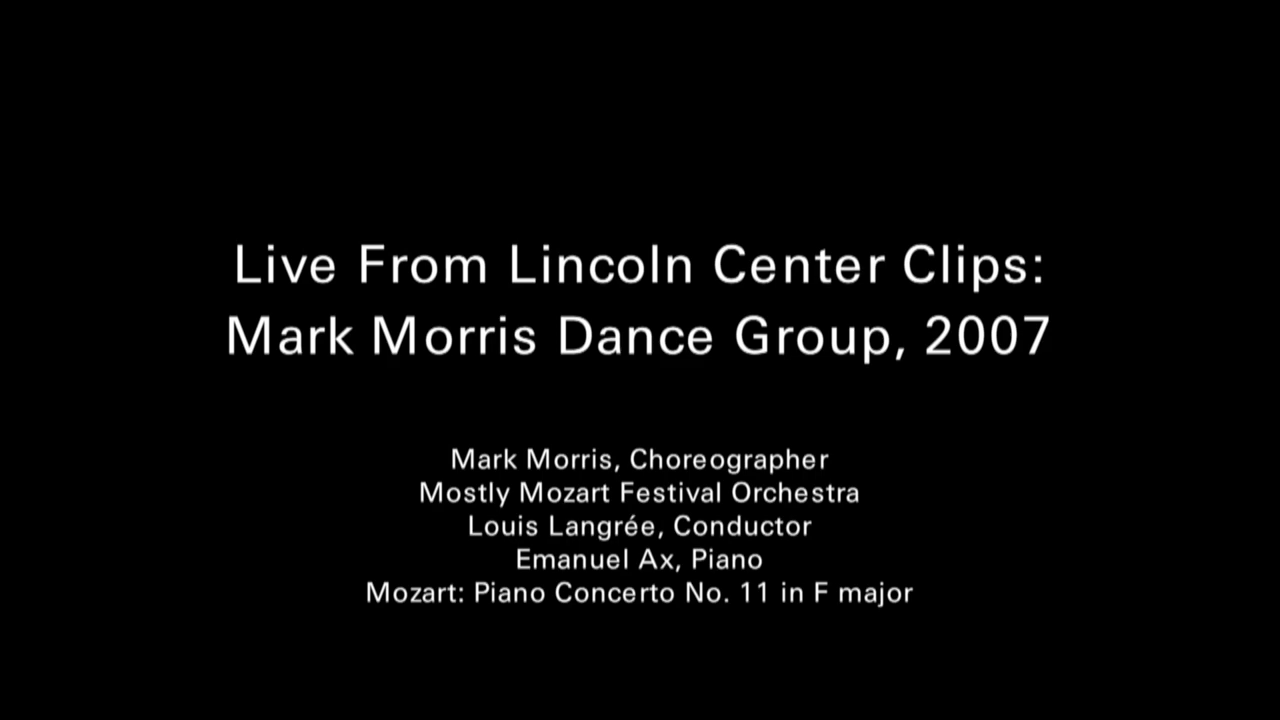 Live From Lincoln Center Clips:
Mark Morris Dance Group, 2007
Mark Morris, Choreographer
Mostly Mozart Festival Orchestra
Louis Langrée, Conductor
Emanuel Ax, Piano
Mozart: Piano Concerto No. 11 in F major